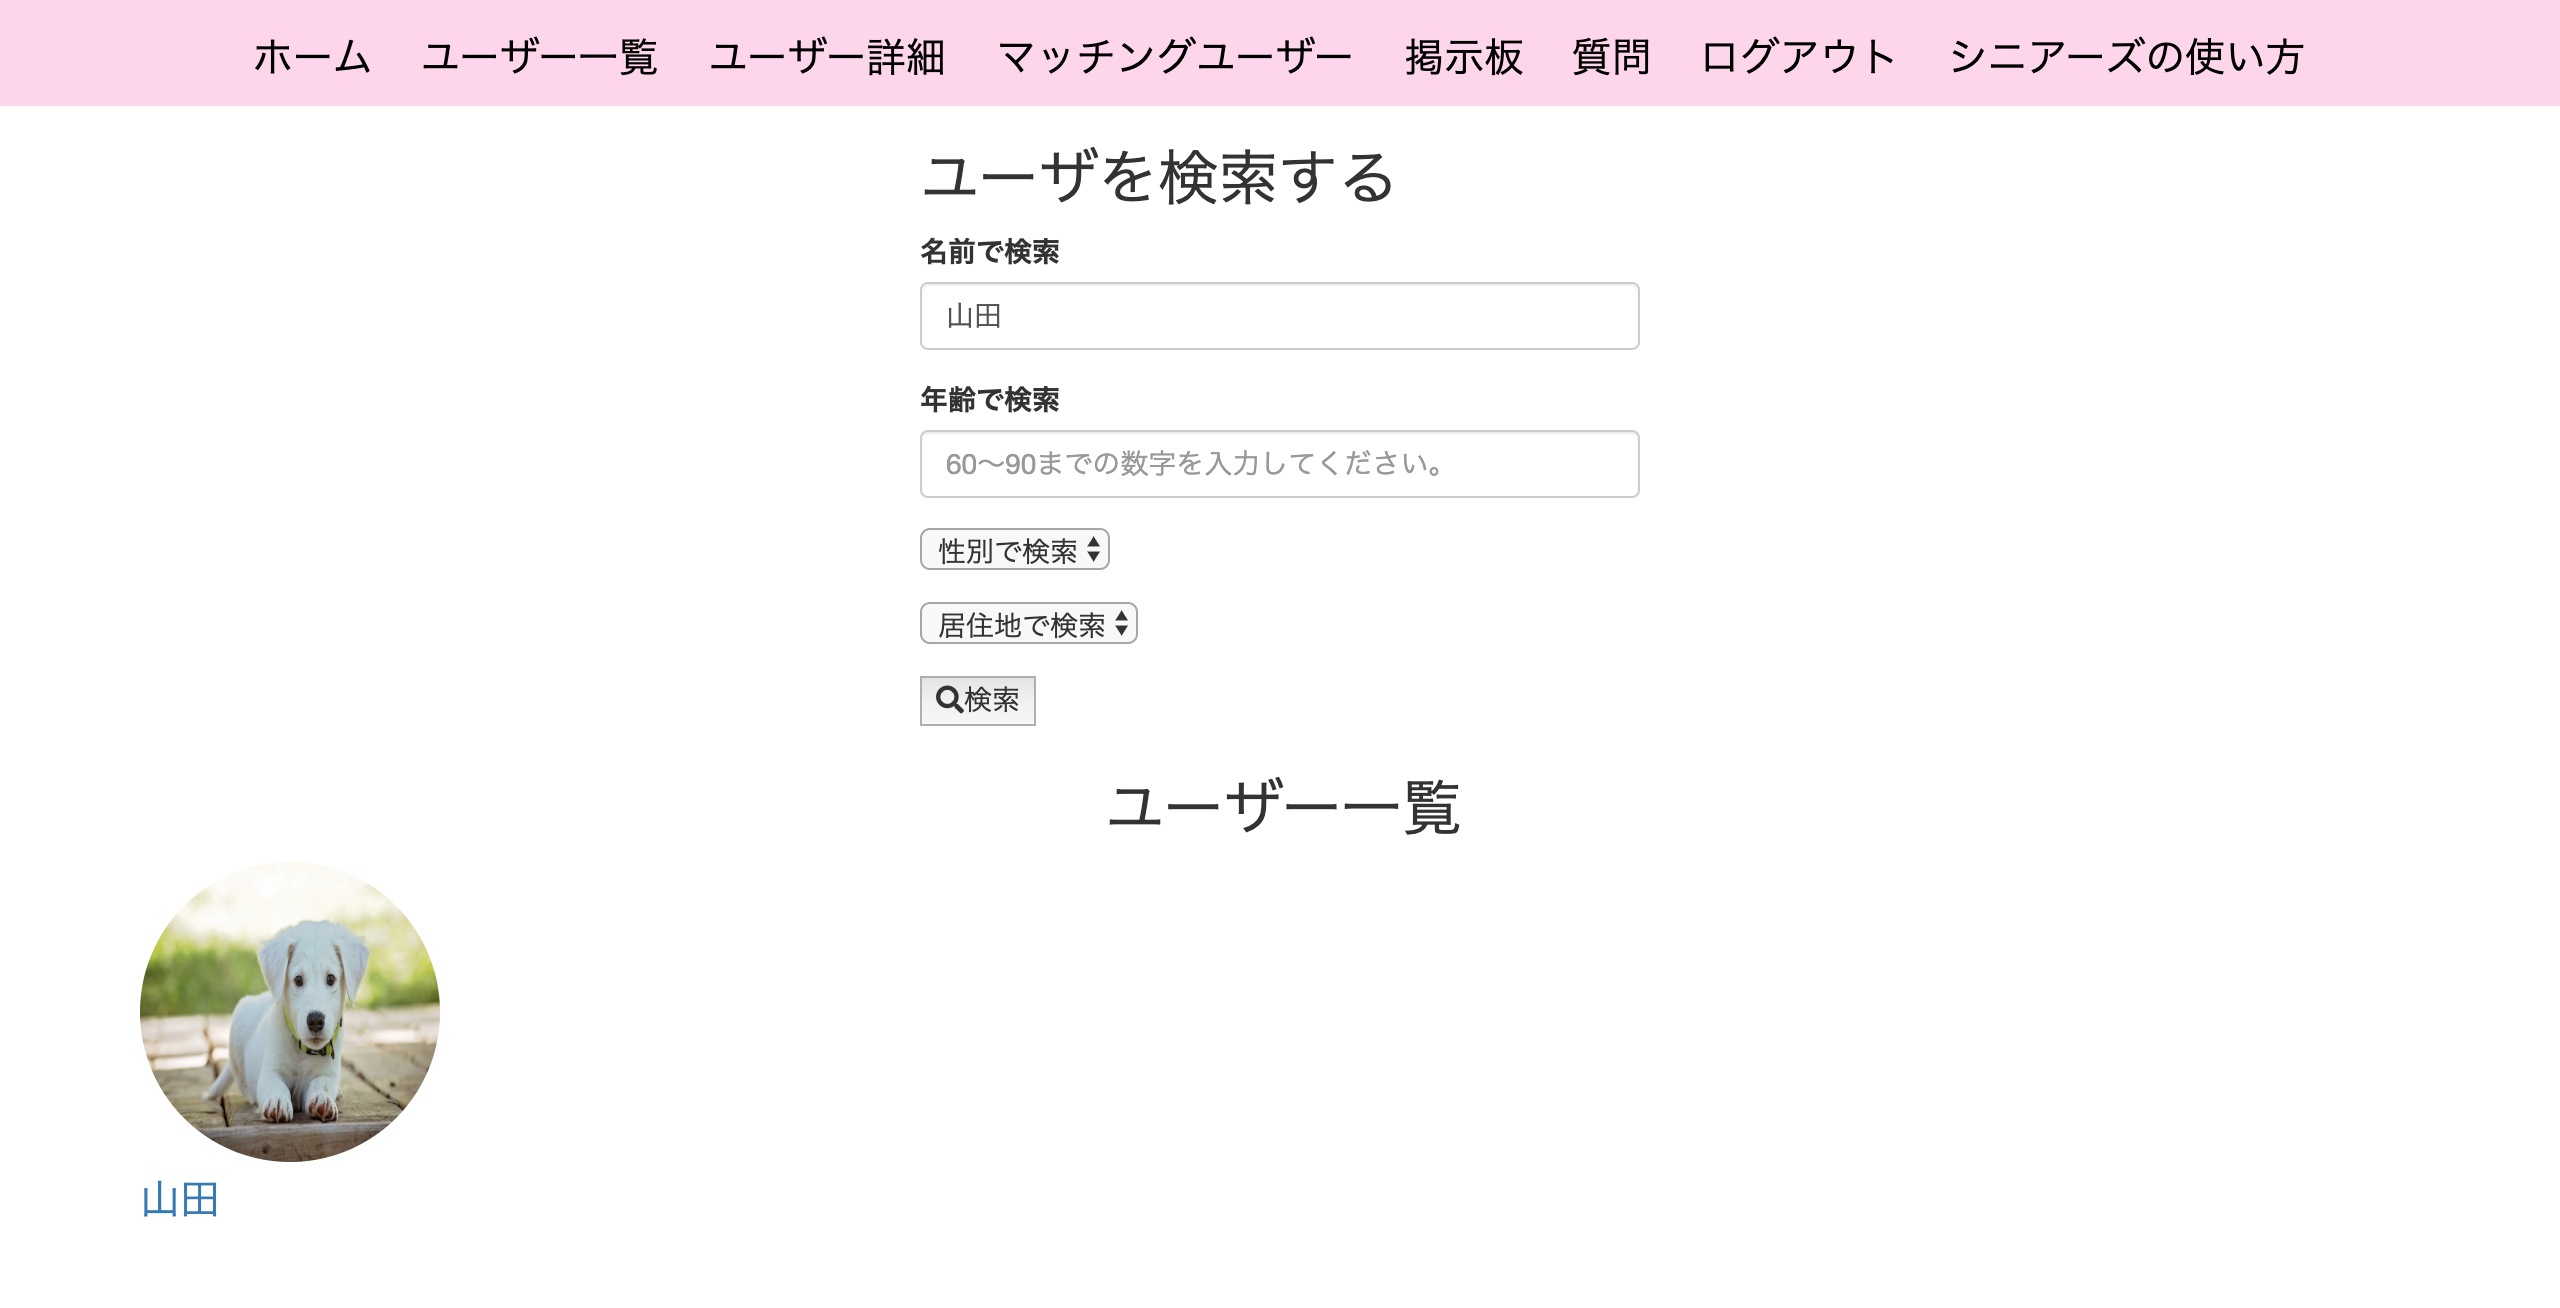 ホーム ユーザー一覧 ユーザー詳細 マッチングユーザー 掲示板 質問 ログアウト シニアーズの使い方
ユーザを検索する
名前で検索
山田
年齢で検索
60〜90までの数字を入力してください。
性別で検索
居住地で検索
検索
ユーザー一覧
山田